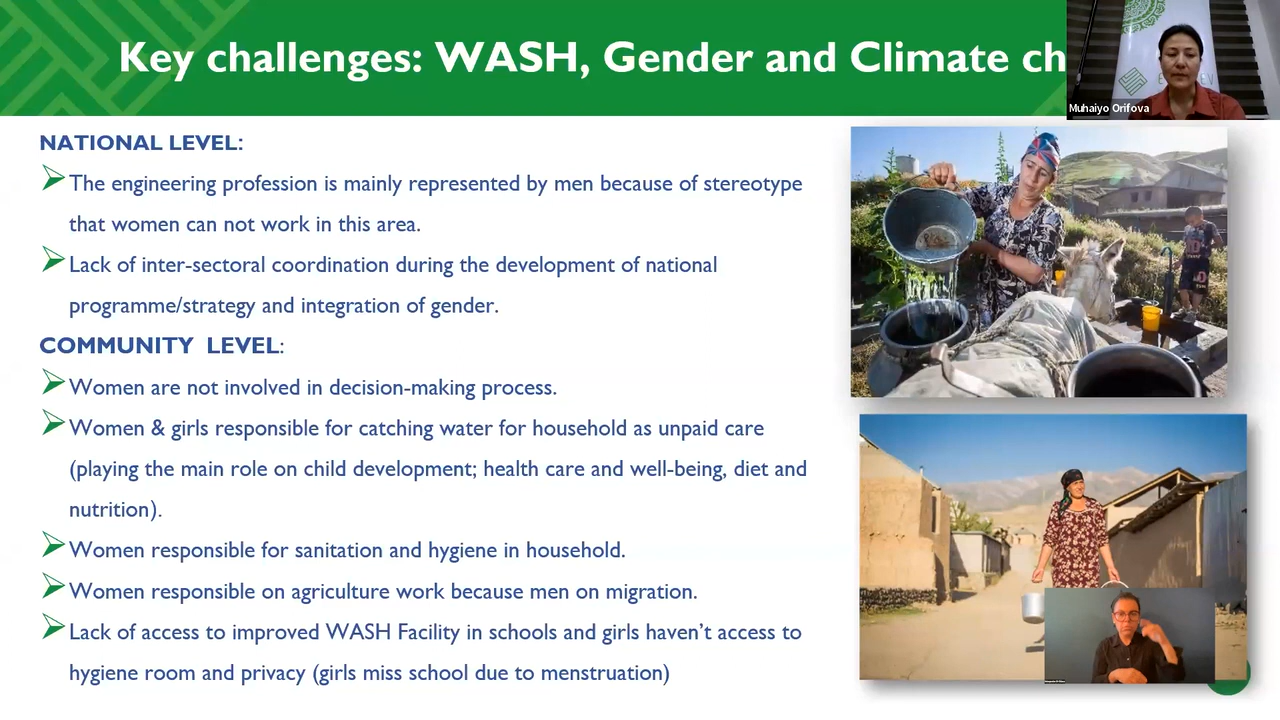 Key challenges: WASH, Gender and Climate ch
Muhaiyo Orifova
NATIONAL LEVEL:
The engineering profession is mainly represented by men because of stereotype
that women can not work in this area.
Lack of inter-sectoral coordination during the development of national
programme/strategy and integration of gender.
COMMUNITY LEVEL:
Women are not involved in decision-making process.
Women & girls responsible for catching water for household as unpaid care
(playing the main role on child development; health care and well-being, diet and
nutrition).
Women responsible for sanitation and hygiene in household.
Women responsible on agriculture work because men on migration.
Lack of access to improved WASH Facility in schools and girls haven’t access to
hygiene room and privacy (girls miss school due to menstruation)